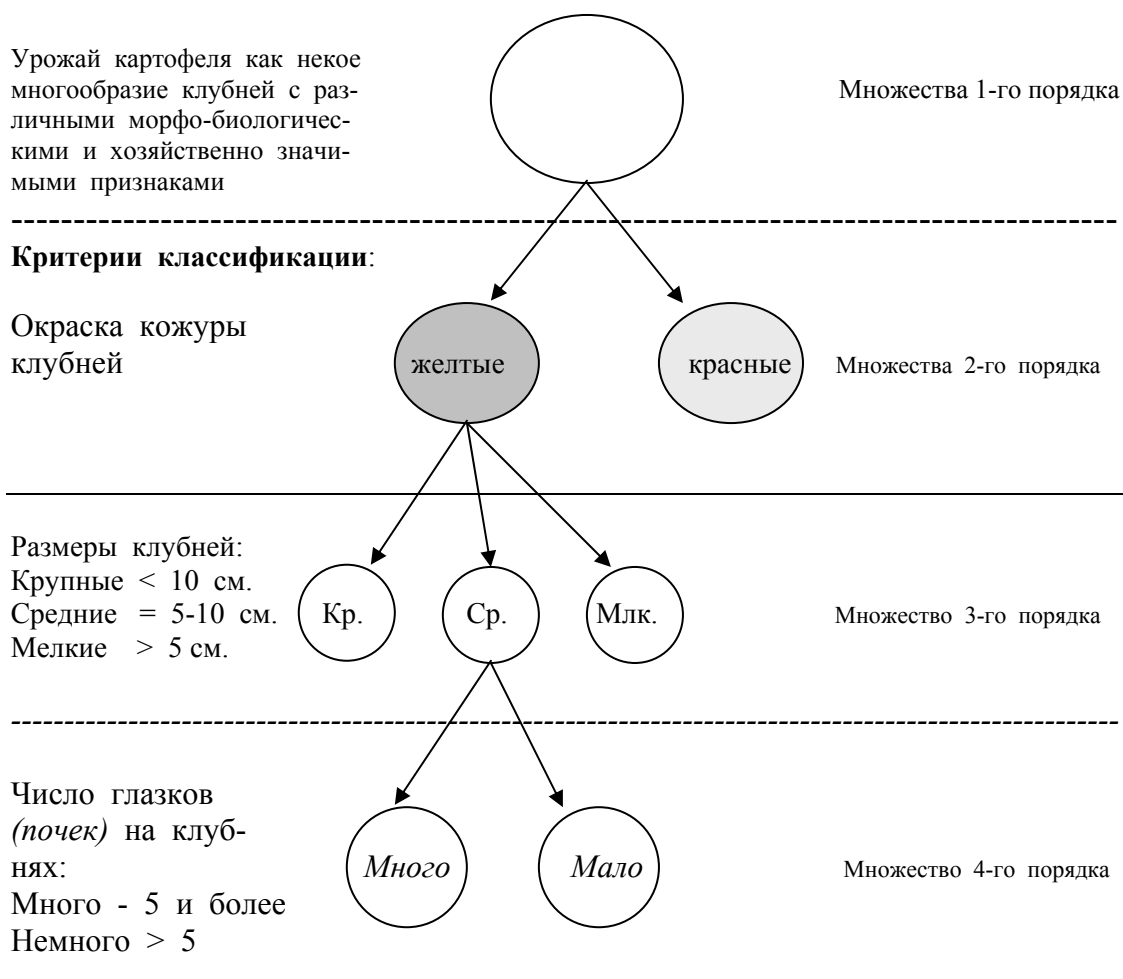 Урожай картофеля как некое
многообразие клубней с раз-
личными морфо-биологичес-
кими и хозяйственно значи-
мыми признаками
Множества 1-го порядка
Критерии классификации:
Окраска кожуры
клубней
желтые
красные
Множества 2-го порядка
Размеры клубней:
Крупные < 10 см.
Средние = 5-10 см.
Мелкие > 5 см.
Кр.
Ср.
Млк.
Множество 3-го порядка
Число глазков
(почек) на клуб-
нях:
Много - 5 и более
Немного > 5
Много
Мало
Множество 4-го порядка